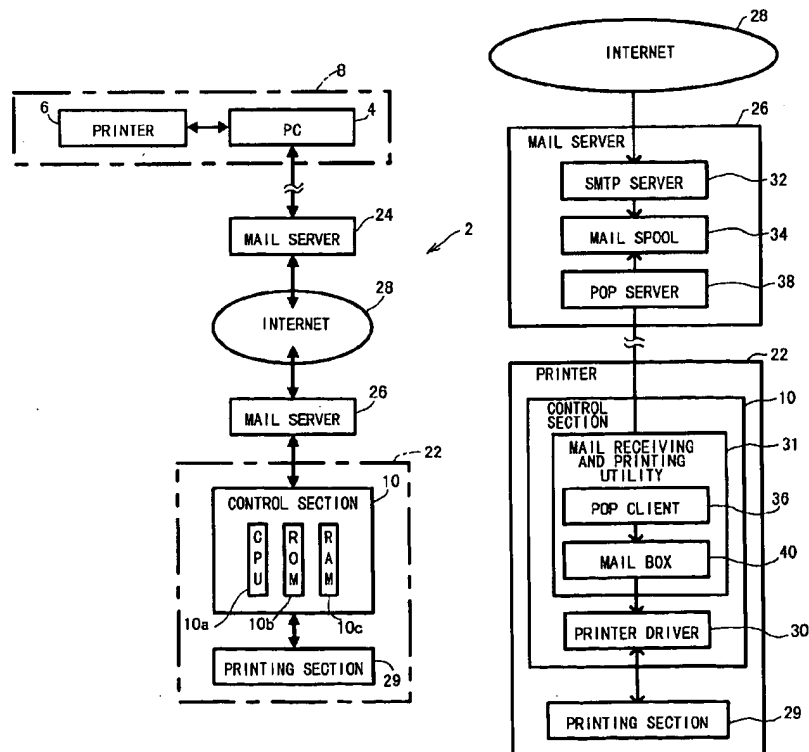 8
6
PRINTER
PC
4
MAIL SERVER
24
2
28
INTERNET
MAIL SERVER
26
22
CONTROL SECTION
10
CPU
ROM
RAM
10a
10b
10c
PRINTING SECTION
29
28
INTERNET
26
MAIL SERVER
SMTP SERVER
32
MAIL SPOOL
34
POP SERVER
38
22
PRINTER
10
CONTROL
SECTION
31
MAIL RECEIVING
AND PRINTING
UTILITY
36
POP CLIENT
MAIL BOX
40
PRINTER DRIVER
30
PRINTING SECTION
29